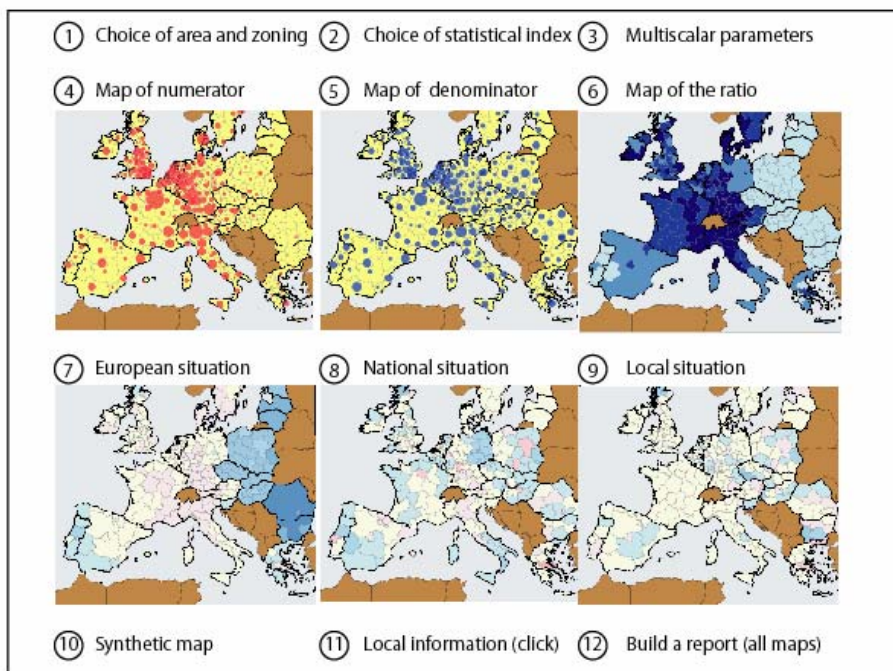 1 Choice of area and zoning 2 Choice of statistical index 3 Multiscalar parameters
4 Map of numerator 5 Map of denominator 6 Map of the ratio
7 European situation 8 National situation 9 Local situation
10 Synthetic map 11 Local information (click) 12 Build a report (all maps)